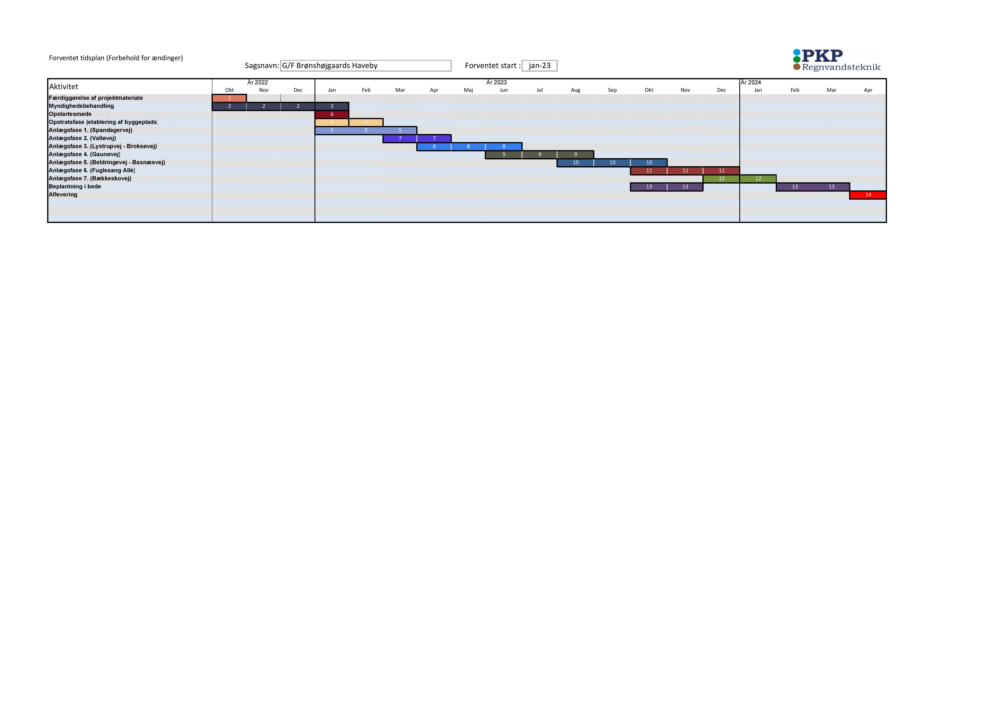 Forventet tidsplan (Forbehold for ændinger)
Sagsnavn: G/F Brønshøjgaards Haveby Forventet start : jan-23
PKP
Regnvandsteknik
Aktivitet År 2022 År 2023 År 2024
Okt Nov Dec Jan Feb Mar Apr Maj Jun Jul Aug Sep Okt Nov Dec Jan Feb Mar Apr
Færdiggørelse af projektmateriale 1
Myndighedsbehandling 2 2 2 2
Opstartesmøde 6
Opstratsfase (etablering af byggeplads) 4 4
Anlægsfase 1. (Spandagervej) 5 5 5
Anlægsfase 2. (Valløvej) 7 7
Anlægsfase 3. (Lystrupvej - Broksøvej) 8 8 8
Anlægsfase 4. (Gaunøvej) 9 9 9
Anlægsfase 5. (Beldringevej - Basnæsvej) 10 10 10
Anlægsfase 6. (Fuglesang Allé) 11 11 11
Anlægsfase 7. (Bækkeskovej) 12 12
Beplantning i bede 13 13 13 13
Aflevering 14